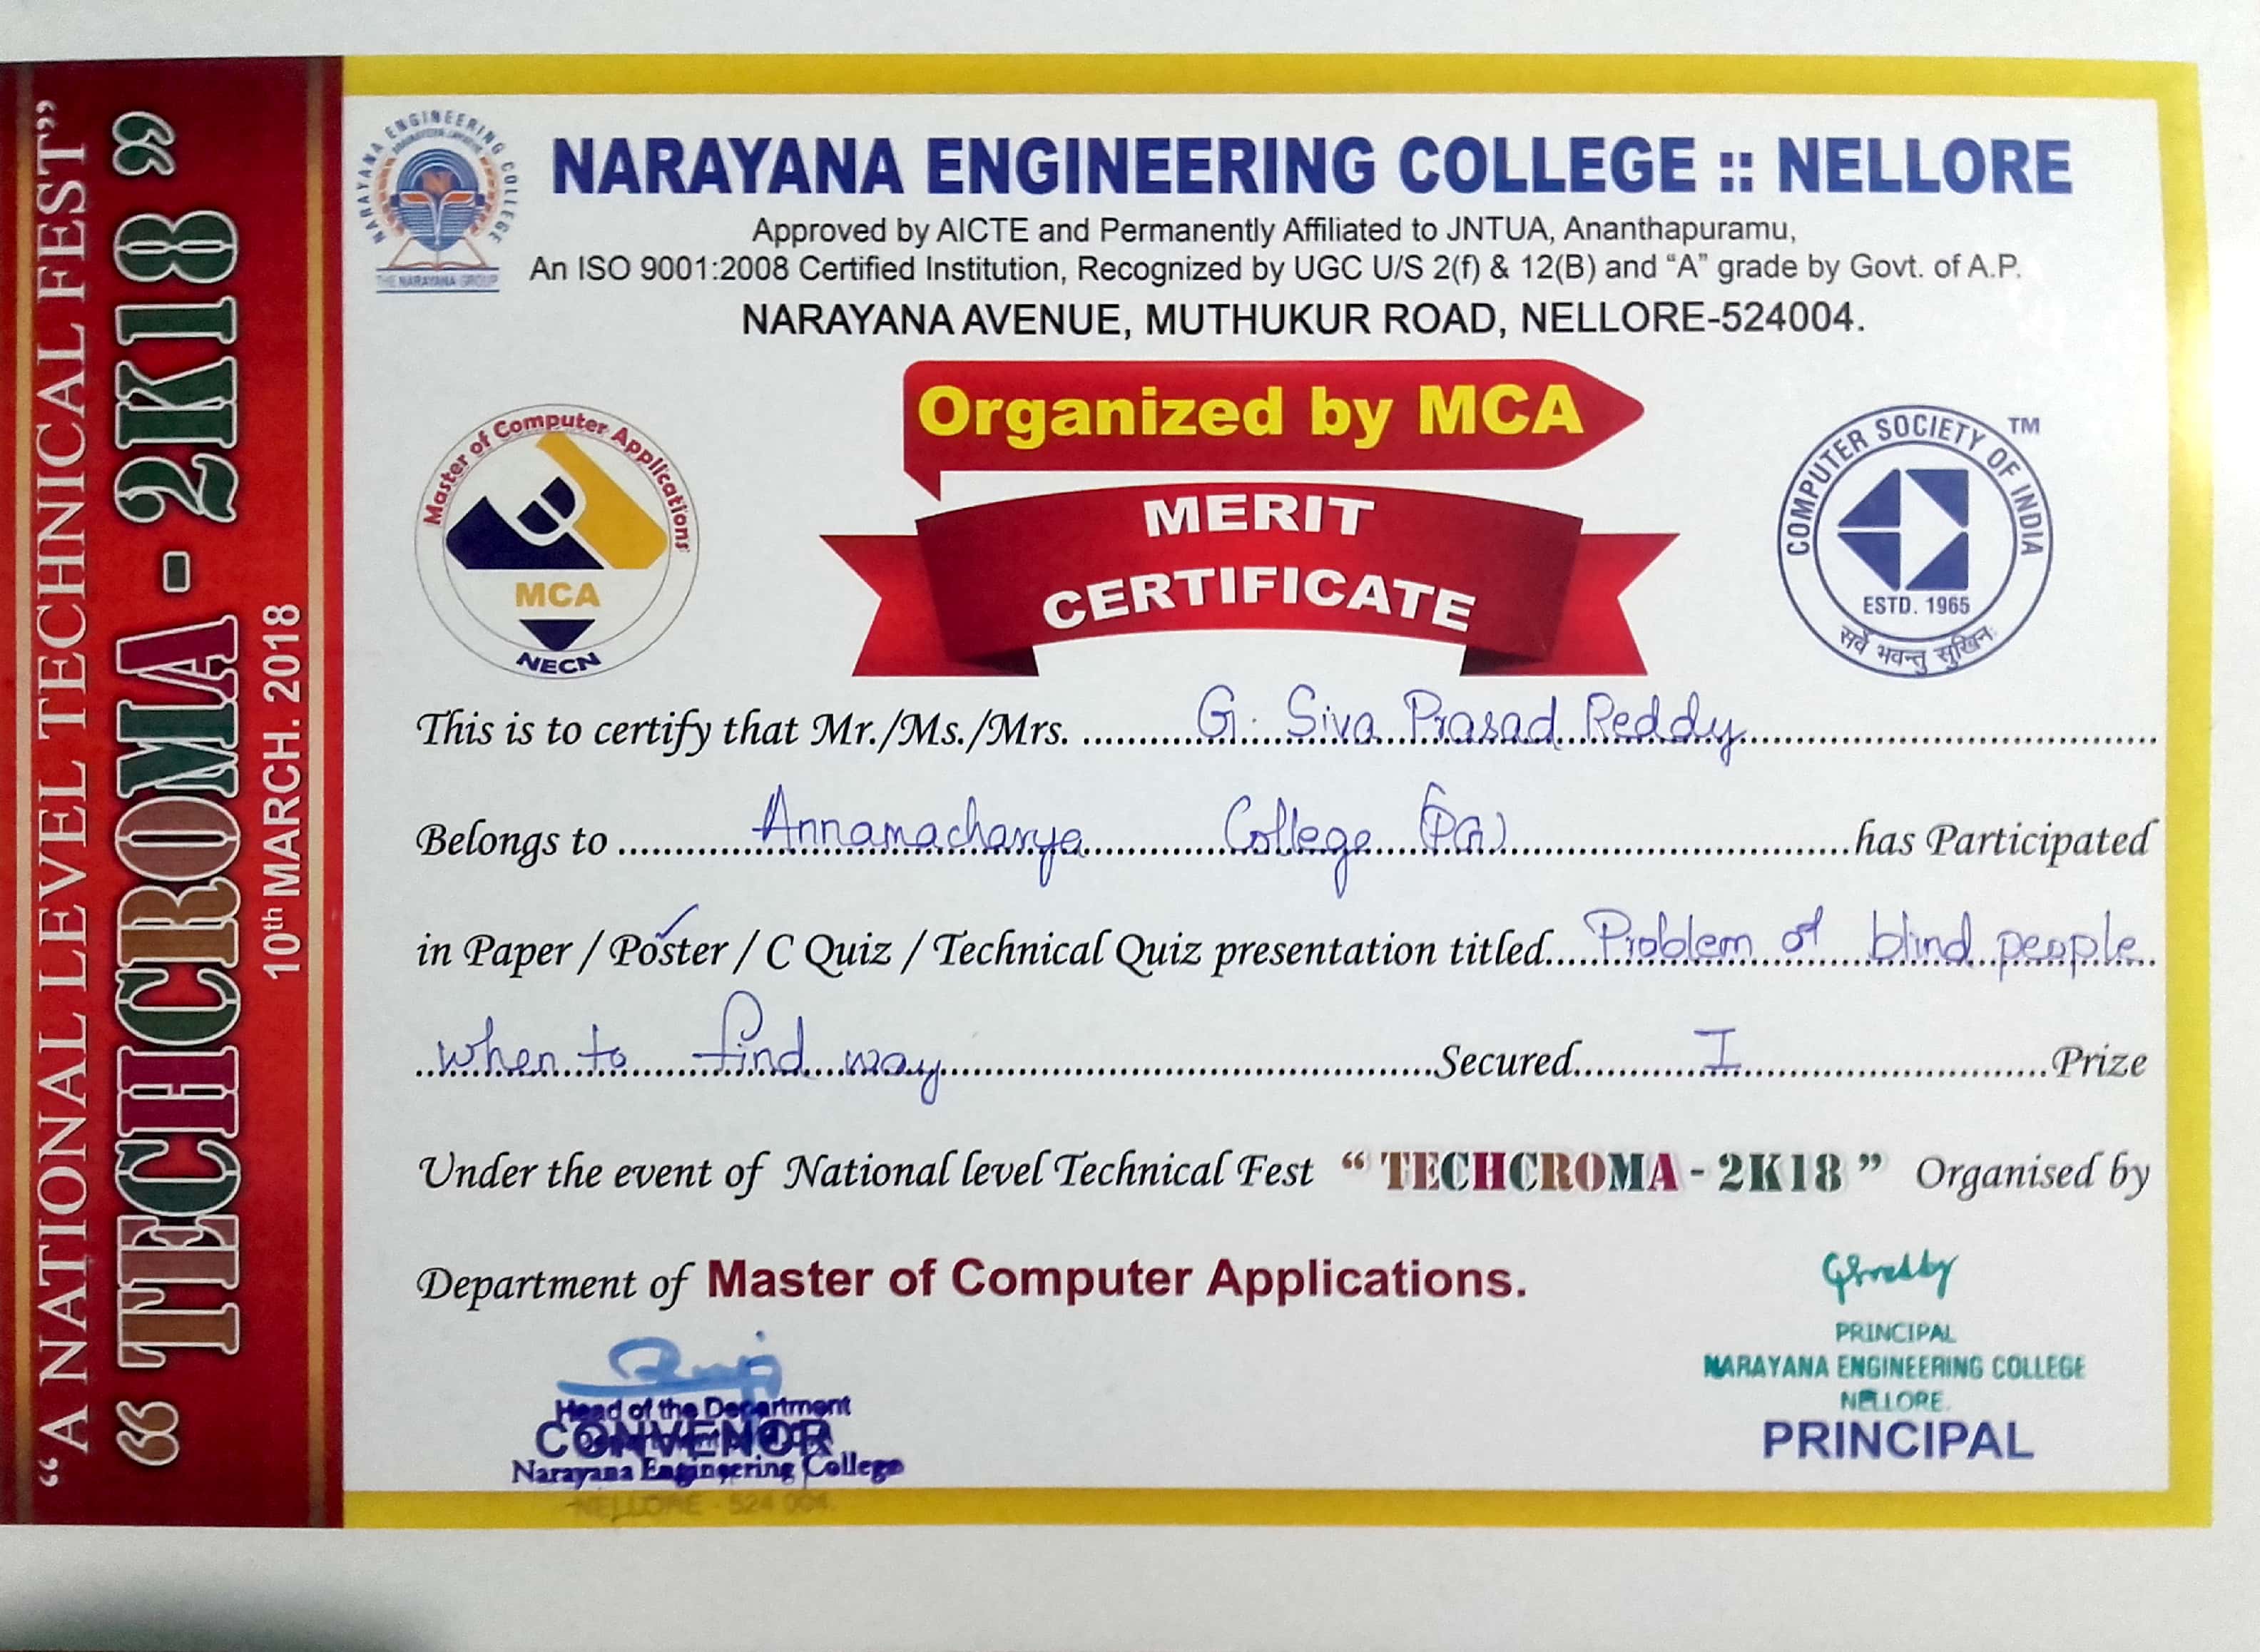 "A NATIONAL LEVEL TECHNICAL FEST"
" TECHCROMA - 2K18 "
10th MARCH. 2018
NARAYANA ENGINEERING COLLEGE
THE NARAYANA GROUP
NARAYANA ENGINEERING COLLEGE :: NELLORE
Approved by AICTE and Permanently Affiliated to JNTUA, Ananthapuramu,
An ISO 9001:2008 Certified Institution, Recognized by UGC U/S 2(f) & 12(B) and "A" grade by Govt. of A.P.
NARAYANA AVENUE, MUTHUKUR ROAD, NELLORE-524004.
Organized by MCA
MERIT
CERTIFICATE
Master of Computer Applications
MCA
NECN
COMPUTER SOCIETY OF INDIA TM
ESTD. 1965
सर्वे भवन्तु सुखिनः
This is to certify that Mr./Ms./Mrs. G. Siva Prasad Reddy
Belongs to Annamacharya College (PG) has Participated
in Paper / Poster / C Quiz / Technical Quiz presentation titled Problem of blind people
when to find way Secured I Prize
Under the event of National level Technical Fest " TECHCROMA - 2K18 " Organised by
Department of Master of Computer Applications.
Head of the Department
CONVENOR
Narayana Engineering College
NELLORE - 524 004.
PRINCIPAL
NARAYANA ENGINEERING COLLEGE
NELLORE.
PRINCIPAL